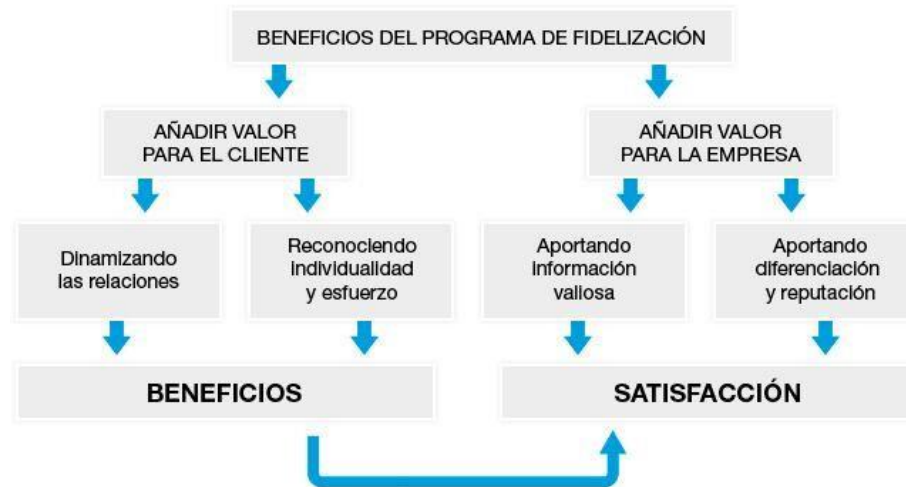 BENEFICIOS DEL PROGRAMA DE FIDELIZACIÓN
AÑADIR VALOR
PARA EL CLIENTE
AÑADIR VALOR
PARA LA EMPRESA
Dinamizando
las relaciones
Reconociendo
individualidad
y esfuerzo
Aportando
información
valiosa
Aportando
diferenciación
y reputación
BENEFICIOS
SATISFACCIÓN